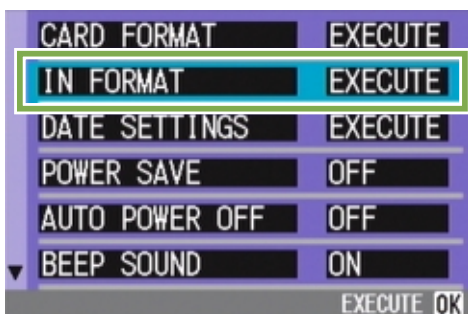 CARD FORMAT EXECUTE
IN FORMAT EXECUTE
DATE SETTINGS EXECUTE
POWER SAVE OFF
AUTO POWER OFF OFF
BEEP SOUND ON
EXECUTE OK